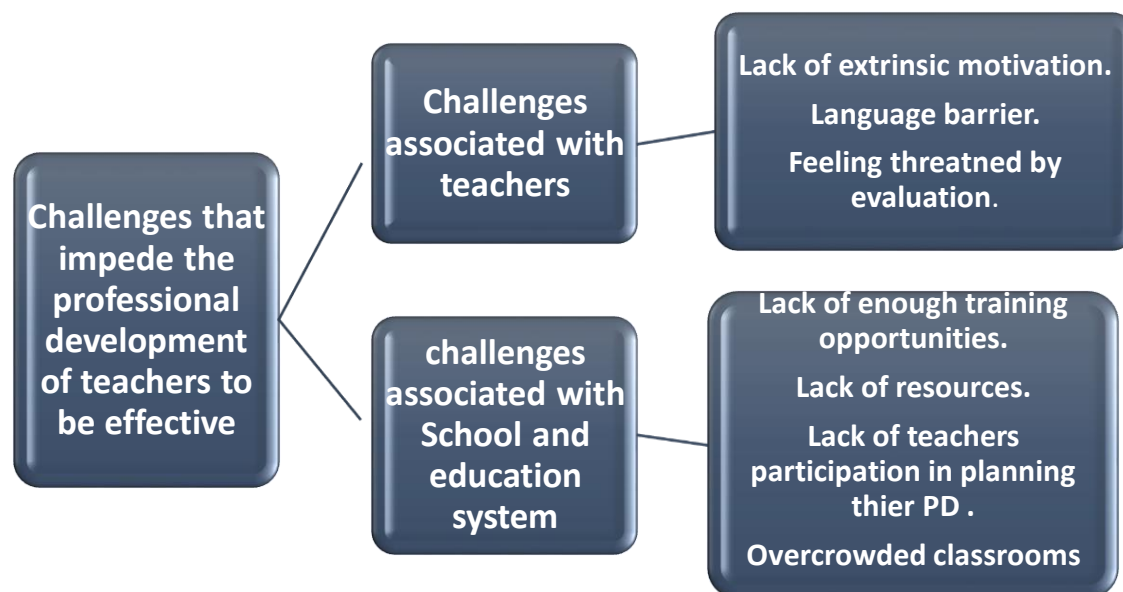 Challenges that
impede the
professional
development
of teachers to
be effective
Challenges
associated with
teachers
Lack of extrinsic motivation.
Language barrier.
Feeling threatned by
evaluation.
challenges
associated with
School and
education
system
Lack of enough training
opportunities.
Lack of resources.
Lack of teachers
participation in planning
thier PD .
Overcrowded classrooms